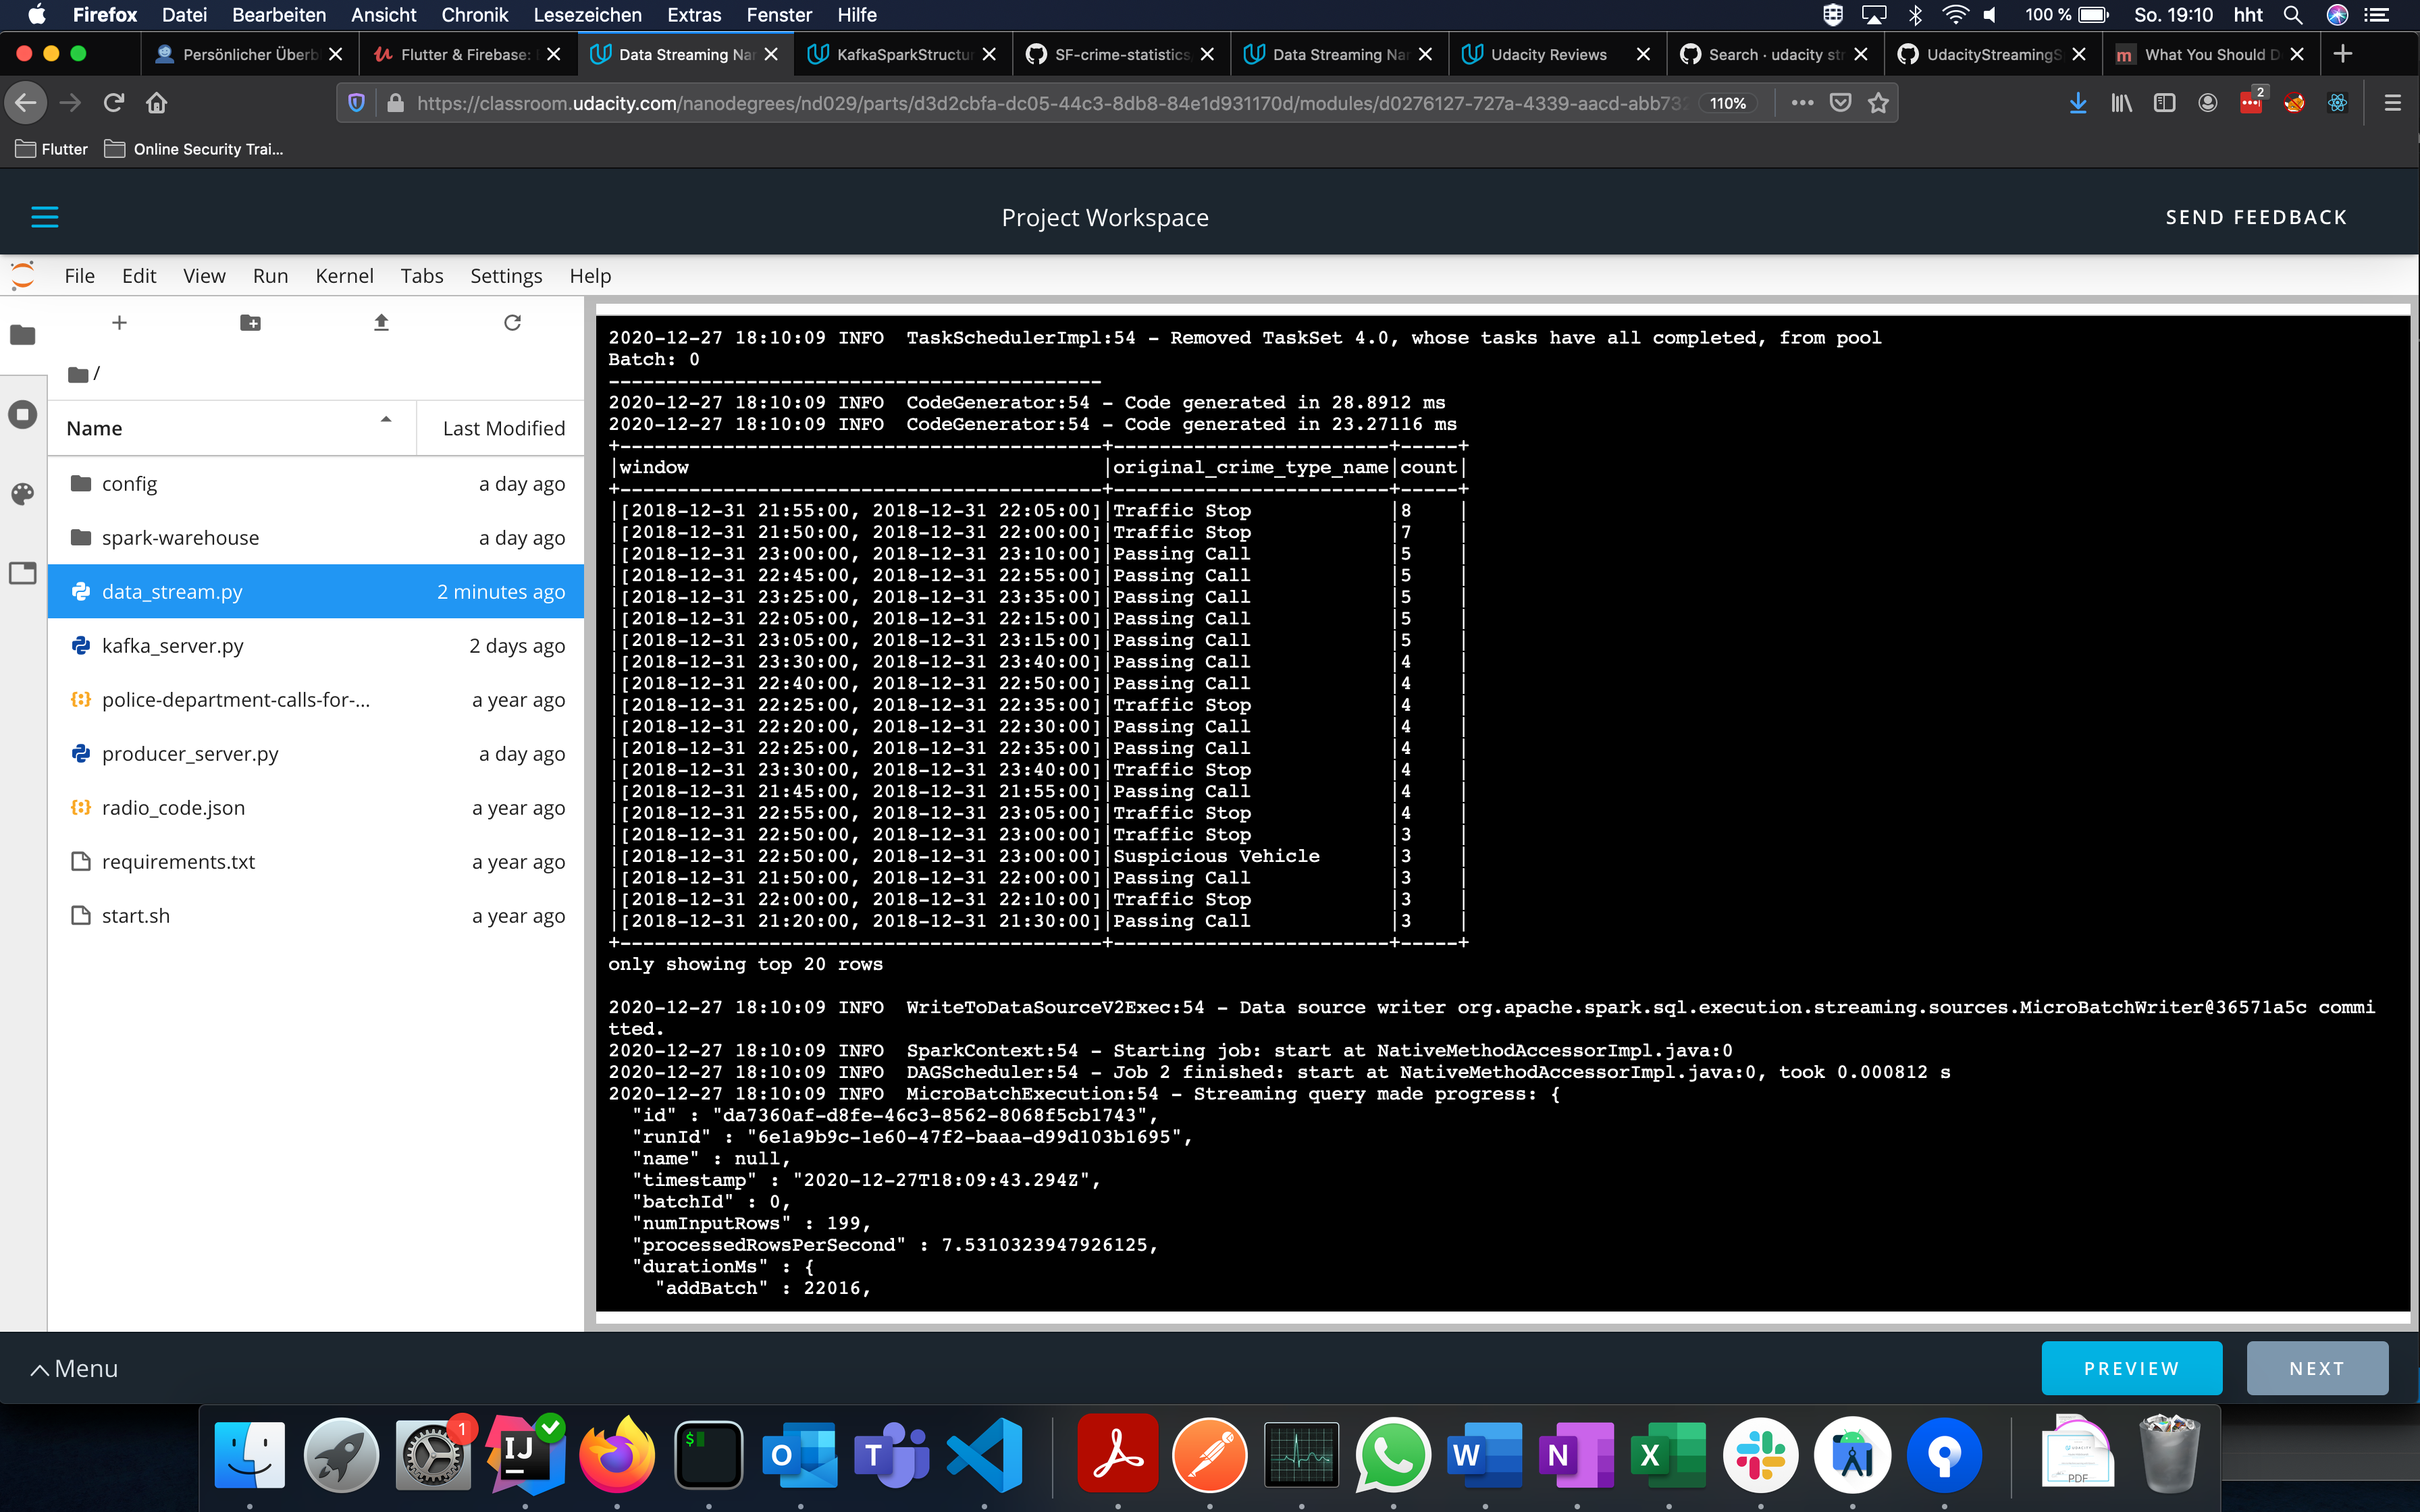 Firefox Datei Bearbeiten Ansicht Chronik Lesezeichen Extras Fenster Hilfe 100 % So. 19:10 hht
Persönlicher Überb Flutter & Firebase: Data Streaming Nar KafkaSparkStructur SF-crime-statistics Data Streaming Nar Udacity Reviews Search · udacity str UdacityStreamingS What You Should D
https://classroom.udacity.com/nanodegrees/nd029/parts/d3d2cbfa-dc05-44c3-8db8-84e1d931170d/modules/d0276127-727a-4339-aacd-abb732 110% 2
Flutter Online Security Trai...
Project Workspace SEND FEEDBACK
File Edit View Run Kernel Tabs Settings Help
/
Name Last Modified
config a day ago
spark-warehouse a day ago
data_stream.py 2 minutes ago
kafka_server.py 2 days ago
police-department-calls-for-... a year ago
producer_server.py a day ago
radio_code.json a year ago
requirements.txt a year ago
start.sh a year ago
2020-12-27 18:10:09 INFO  TaskSchedulerImpl:54 - Removed TaskSet 4.0, whose tasks have all completed, from pool
Batch: 0
-------------------------------------------
2020-12-27 18:10:09 INFO  CodeGenerator:54 - Code generated in 28.8912 ms
2020-12-27 18:10:09 INFO  CodeGenerator:54 - Code generated in 23.27116 ms
+------------------------------------------+------------------------+-----+
|window                                    |original_crime_type_name|count|
+------------------------------------------+------------------------+-----+
|[2018-12-31 21:55:00, 2018-12-31 22:05:00]|Traffic Stop            |8    |
|[2018-12-31 21:50:00, 2018-12-31 22:00:00]|Traffic Stop            |7    |
|[2018-12-31 23:00:00, 2018-12-31 23:10:00]|Passing Call            |5    |
|[2018-12-31 22:45:00, 2018-12-31 22:55:00]|Passing Call            |5    |
|[2018-12-31 23:25:00, 2018-12-31 23:35:00]|Passing Call            |5    |
|[2018-12-31 22:05:00, 2018-12-31 22:15:00]|Passing Call            |5    |
|[2018-12-31 23:05:00, 2018-12-31 23:15:00]|Passing Call            |5    |
|[2018-12-31 23:30:00, 2018-12-31 23:40:00]|Passing Call            |4    |
|[2018-12-31 22:40:00, 2018-12-31 22:50:00]|Passing Call            |4    |
|[2018-12-31 22:25:00, 2018-12-31 22:35:00]|Traffic Stop            |4    |
|[2018-12-31 22:20:00, 2018-12-31 22:30:00]|Passing Call            |4    |
|[2018-12-31 22:25:00, 2018-12-31 22:35:00]|Passing Call            |4    |
|[2018-12-31 23:30:00, 2018-12-31 23:40:00]|Traffic Stop            |4    |
|[2018-12-31 21:45:00, 2018-12-31 21:55:00]|Passing Call            |4    |
|[2018-12-31 22:55:00, 2018-12-31 23:05:00]|Traffic Stop            |4    |
|[2018-12-31 22:50:00, 2018-12-31 23:00:00]|Traffic Stop            |3    |
|[2018-12-31 22:50:00, 2018-12-31 23:00:00]|Suspicious Vehicle      |3    |
|[2018-12-31 21:50:00, 2018-12-31 22:00:00]|Passing Call            |3    |
|[2018-12-31 22:00:00, 2018-12-31 22:10:00]|Traffic Stop            |3    |
|[2018-12-31 21:20:00, 2018-12-31 21:30:00]|Passing Call            |3    |
+------------------------------------------+------------------------+-----+
only showing top 20 rows
2020-12-27 18:10:09 INFO  WriteToDataSourceV2Exec:54 - Data source writer org.apache.spark.sql.execution.streaming.sources.MicroBatchWriter@36571a5c commi
tted.
2020-12-27 18:10:09 INFO  SparkContext:54 - Starting job: start at NativeMethodAccessorImpl.java:0
2020-12-27 18:10:09 INFO  DAGScheduler:54 - Job 2 finished: start at NativeMethodAccessorImpl.java:0, took 0.000812 s
2020-12-27 18:10:09 INFO  MicroBatchExecution:54 - Streaming query made progress: {
  "id" : "da7360af-d8fe-46c3-8562-8068f5cb1743",
  "runId" : "6e1a9b9c-1e60-47f2-baaa-d99d103b1695",
  "name" : null,
  "timestamp" : "2020-12-27T18:09:43.294Z",
  "batchId" : 0,
  "numInputRows" : 199,
  "processedRowsPerSecond" : 7.5310323947926125,
  "durationMs" : {
    "addBatch" : 22016,
Menu PREVIEW NEXT
1
IJ $ O T W N X PDF